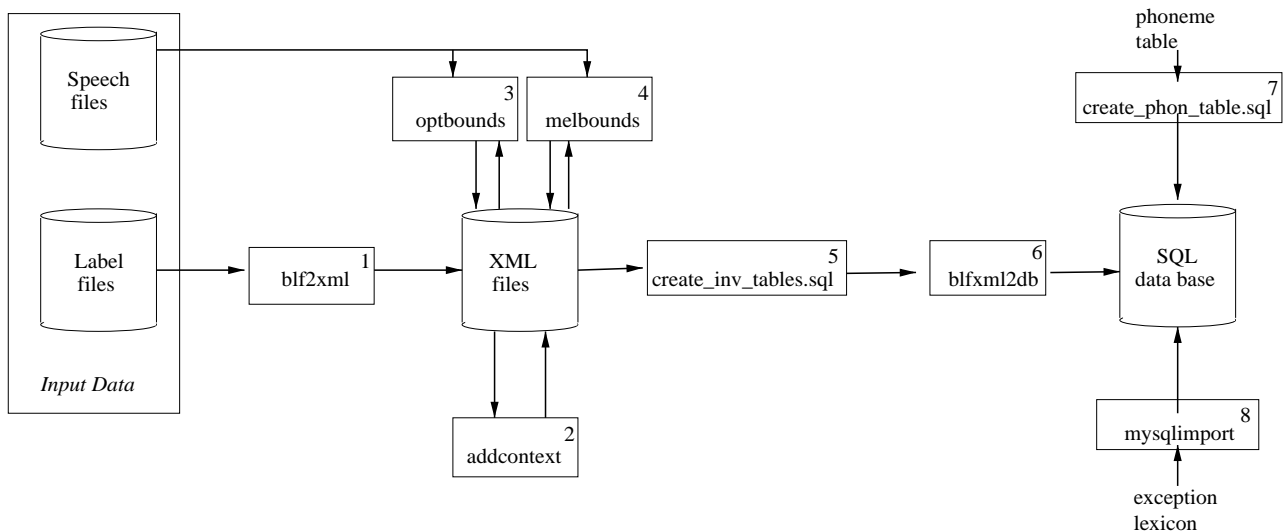 Speech
files
Label
files
Input Data
1
blf2xml
3
optbounds
4
melbounds
XML
files
2
addcontext
5
create_inv_tables.sql
6
blfxml2db
phoneme
table
7
create_phon_table.sql
SQL
data base
8
mysqlimport
exception
lexicon